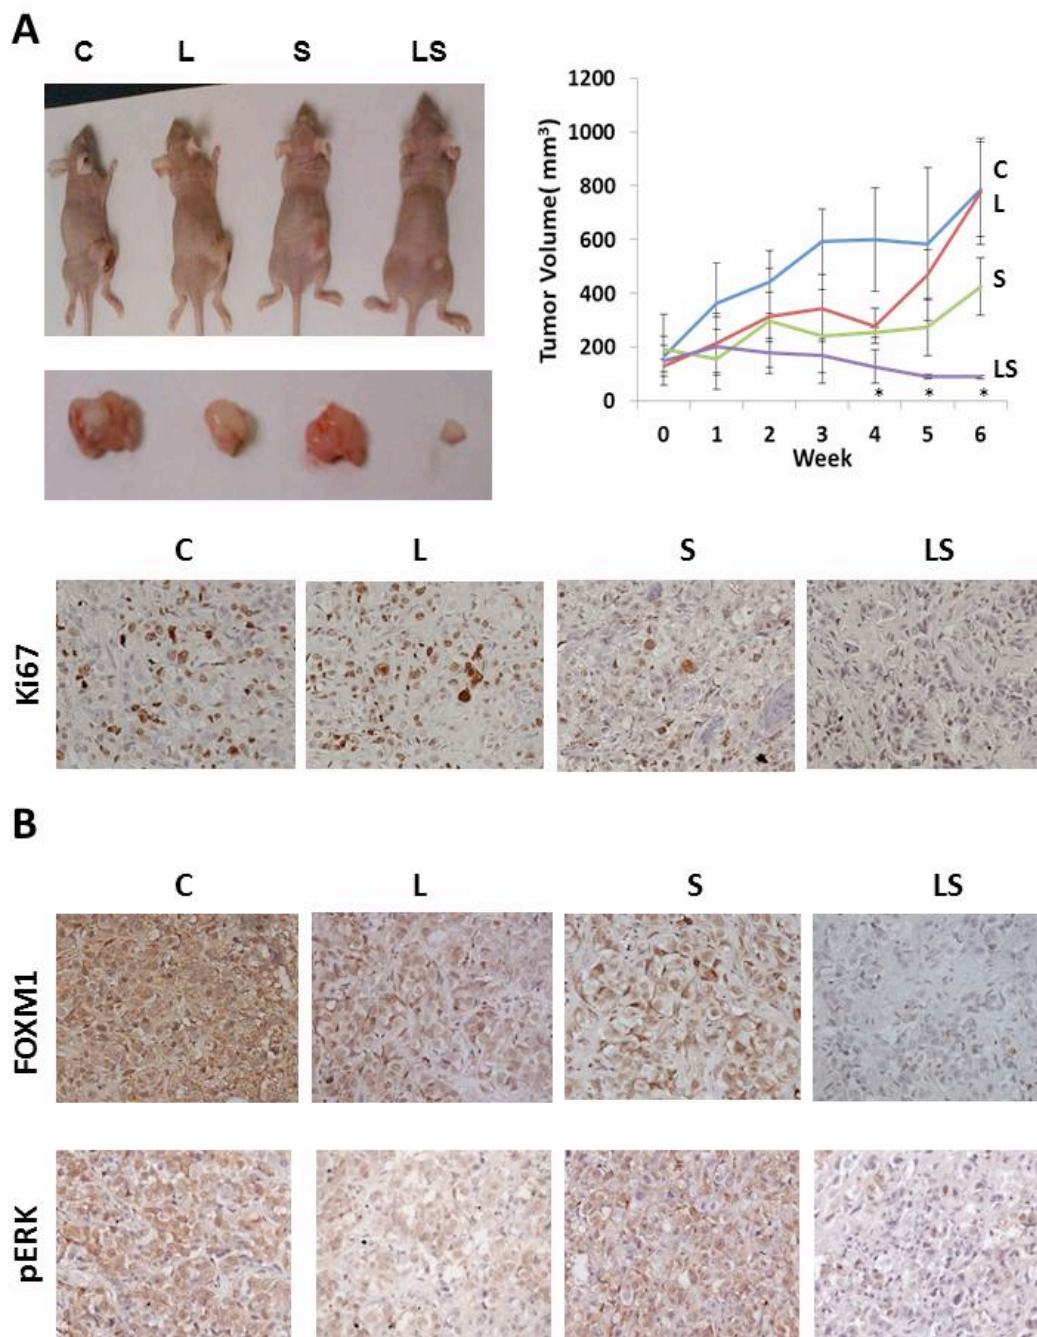 A
C L S LS
1200
1000
800
600
400
200
0
Tumor Volume( mm³)
C
L
S
LS
* * *
0 1 2 3 4 5 6
Week
C L S LS
Ki67
B
C L S LS
FOXM1
pERK